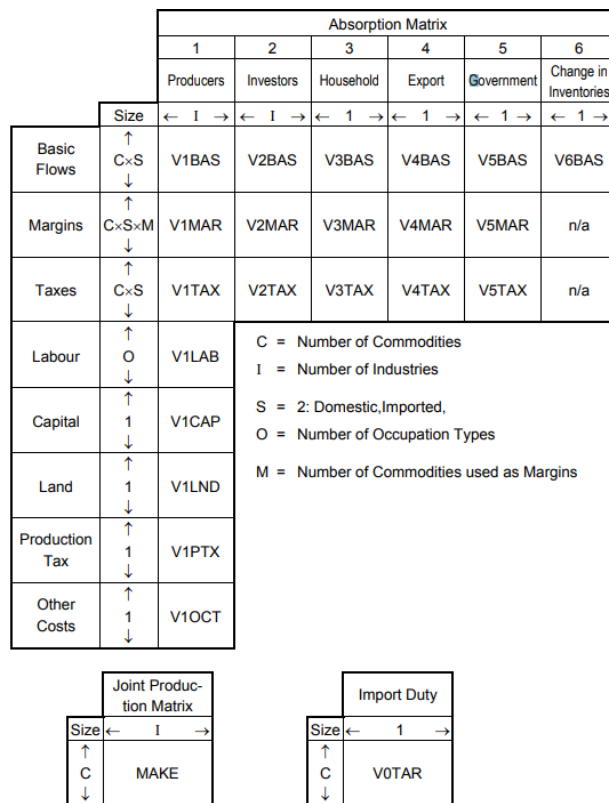 Absorption Matrix
1 2 3 4 5 6
Producers Investors Household Export Government Change in Inventories
Size ← I → ← I → ← 1 → ← 1 → ← 1 → ← 1 →
Basic Flows ↑ C×S ↓ V1BAS V2BAS V3BAS V4BAS V5BAS V6BAS
Margins ↑ C×S×M ↓ V1MAR V2MAR V3MAR V4MAR V5MAR n/a
Taxes ↑ C×S ↓ V1TAX V2TAX V3TAX V4TAX V5TAX n/a
Labour ↑ O ↓ V1LAB
C = Number of Commodities
I = Number of Industries
Capital ↑ 1 ↓ V1CAP
S = 2: Domestic,Imported,
O = Number of Occupation Types
Land ↑ 1 ↓ V1LND
M = Number of Commodities used as Margins
Production Tax ↑ 1 ↓ V1PTX
Other Costs ↑ 1 ↓ V1OCT
Joint Produc-
tion Matrix
Size ← I →
↑ C ↓ MAKE
Import Duty
Size ← 1 →
↑ C ↓ V0TAR